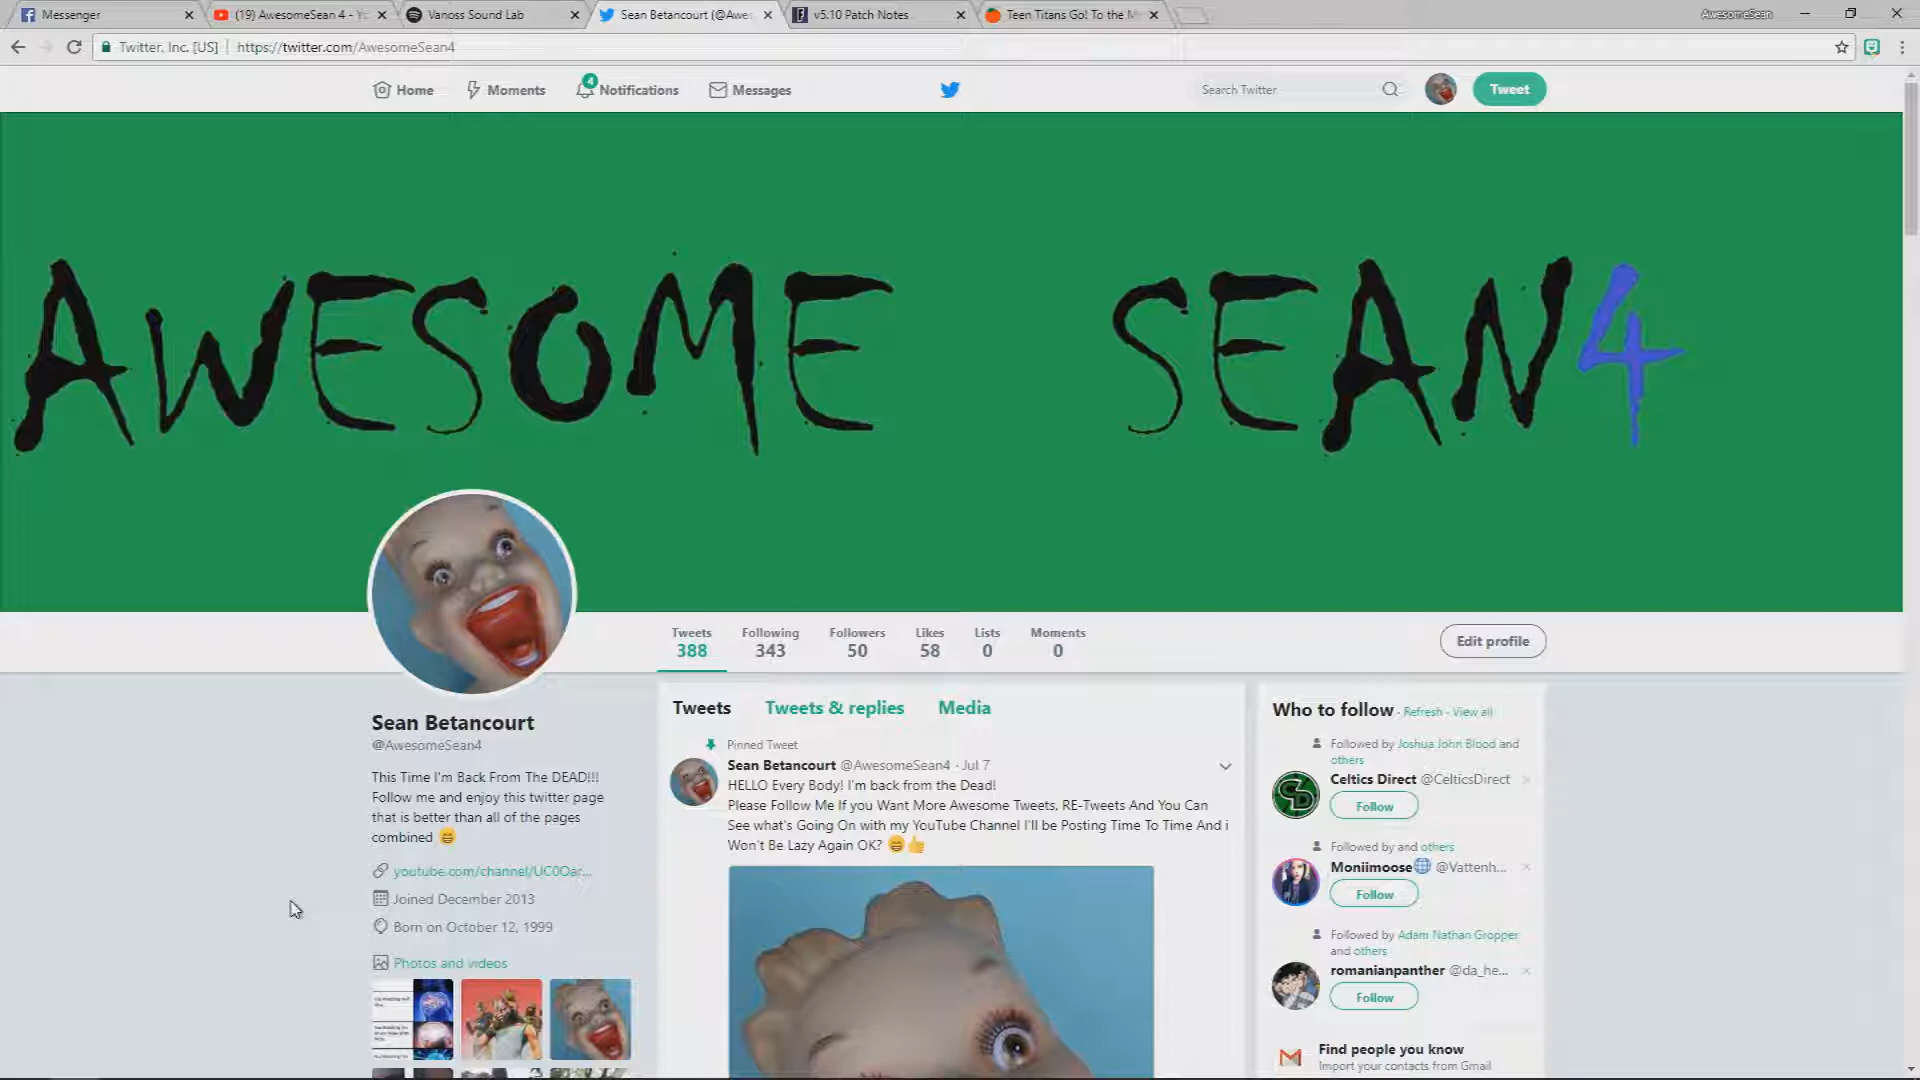 Messenger
(19) AwesomeSean 4 - Yo
Vanoss Sound Lab
Sean Betancourt (@Awes
v5.10 Patch Notes
Teen Titans Go! To the M
AwesomeSean
Twitter, Inc. [US]
https://twitter.com/AwesomeSean4
Home
Moments
4
Notifications
Messages
Search Twitter
Tweet
AWESOME SEAN4
Tweets
388
Following
343
Followers
50
Likes
58
Lists
0
Moments
0
Edit profile
Sean Betancourt
@AwesomeSean4
This Time I'm Back From The DEAD!!!
Follow me and enjoy this twitter page
that is better than all of the pages
combined 😄
youtube.com/channel/UC0Oar...
Joined December 2013
Born on October 12, 1999
Photos and videos
Tweets
Tweets & replies
Media
Pinned Tweet
Sean Betancourt @AwesomeSean4 · Jul 7
HELLO Every Body! I'm back from the Dead!
Please Follow Me If you Want More Awesome Tweets, RE-Tweets And You Can
See what's Going On with my YouTube Channel I'll be Posting Time To Time And i
Won't Be Lazy Again OK? 😄👍
Who to follow · Refresh · View all
Followed by Joshua John Blood and
others
Celtics Direct @CelticsDirect
Follow
Followed by and others
Moniimoose🌐 @Vattenh...
Follow
Followed by Adam Nathan Gropper
and others
romanianpanther @da_he...
Follow
Find people you know
Import your contacts from Gmail